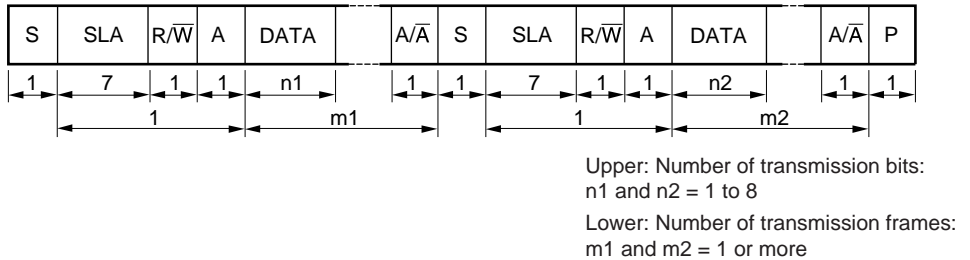 S SLA R/W̅ A DATA A/A̅ S SLA R/W̅ A DATA A/A̅ P
1 7 1 1 n1 1 1 7 1 1 n2 1 1
1 m1 1 m2
Upper: Number of transmission bits:
n1 and n2 = 1 to 8
Lower: Number of transmission frames:
m1 and m2 = 1 or more